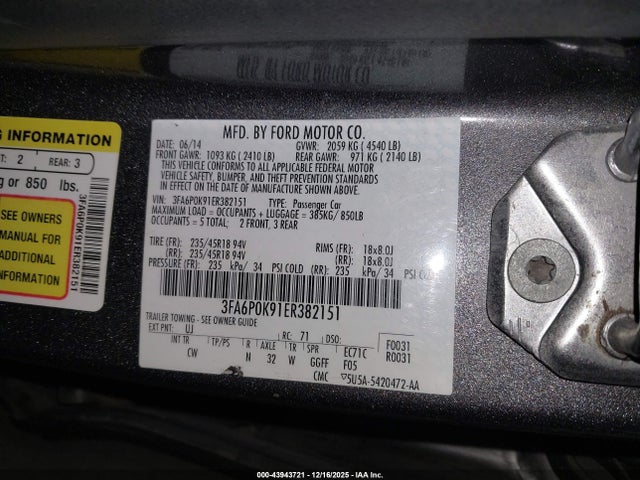 G INFORMATION
T: 2 REAR: 3
g or 850 lbs.
SEE OWNERS
MANUAL FOR
ADDITIONAL
INFORMATION
3FA6P0K91ER382151
MFD. BY FORD MOTOR CO.
DATE: 06/14 GVWR: 2059 KG ( 4540 LB)
FRONT GAWR: 1093 KG ( 2410 LB) REAR GAWR: 971 KG ( 2140 LB)
THIS VEHICLE CONFORMS TO ALL APPLICABLE FEDERAL MOTOR
VEHICLE SAFETY, BUMPER, AND THEFT PREVENTION STANDARDS
IN EFFECT ON THE DATE OF MANUFACTURE SHOWN ABOVE.
VIN: 3FA6P0K91ER382151 TYPE: Passenger Car
MAXIMUM LOAD = OCCUPANTS + LUGGAGE = 385KG/ 850LB
OCCUPANTS = 5 TOTAL: 2 FRONT, 3 REAR
TIRE (FR): 235/45R18 94V RIMS (FR): 18x8.0J
(RR): 235/45R18 94V (RR): 18x8.0J
PRESSURE (FR): 235 kPa/ 34 PSI COLD (RR): 235 kPa/ 34 PSI COLD
3FA6P0K91ER382151
TRAILER TOWING - SEE OWNER GUIDE
EXT PNT: UJ RC: 71 DSO: F0031
INT TR TP/PS R AXLE TR SPR EC71C R0031
CW N 32 W GGFF F05
CMC SU5A-5420472-AA
000-43943721 - 12/16/2025 - IAA Inc.